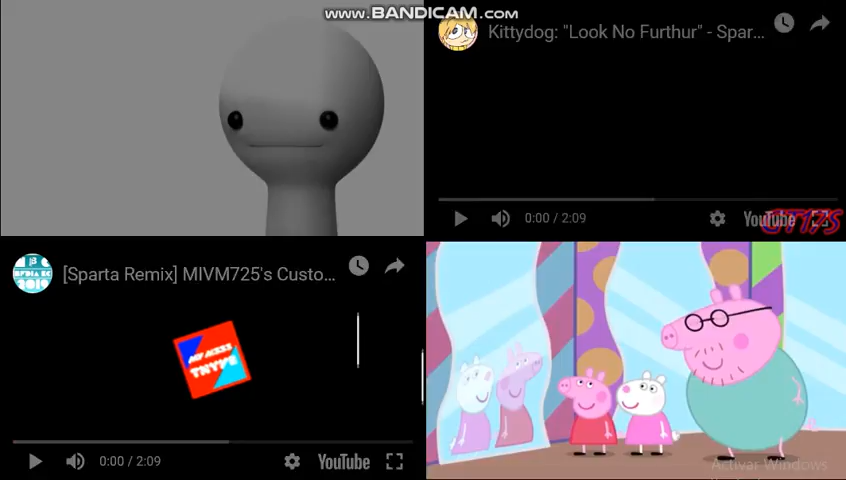 www.BANDICAM.com
Kittydog: "Look No Furthur" - Spar...
0:00 / 2:09
YouTube
GT175
[Sparta Remix] MIVM725's Custo...
0:00 / 2:09
YouTube
Activar Windows